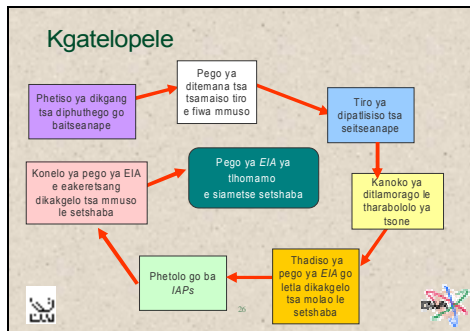 Kgatelopele
Phetiso ya dikgang
tsa diphuthego go
baitseanape
Pego ya
ditemana tsa
tsamaiso tiro
e fiwa mmuso
Tiro ya
dipatlisiso tsa
seitseanape
Kanoko ya
ditlamorago le
tharabololo ya
tsone
Thadiso ya
pego ya EIA go
letla dikakgelo
tsa molao le
setshaba
Phetolo go ba
IAPs
Konelo ya pego ya EIA
e eakeretsang
dikakgelo tsa mmuso
le setshaba
Pego ya EIA ya
tlhomamo
e siametse setshaba
26